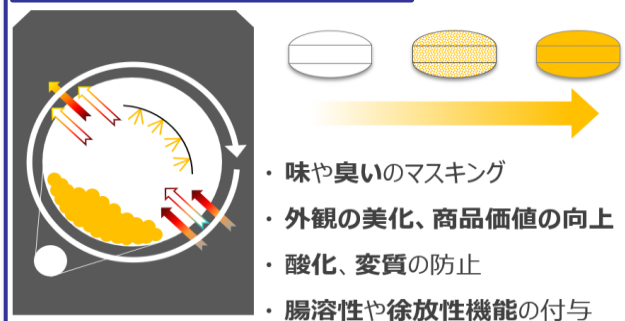 ・ 味や臭いのマスキング
・ 外観の美化、商品価値の向上
・ 酸化、変質の防止
・ 腸溶性や徐放性機能の付与